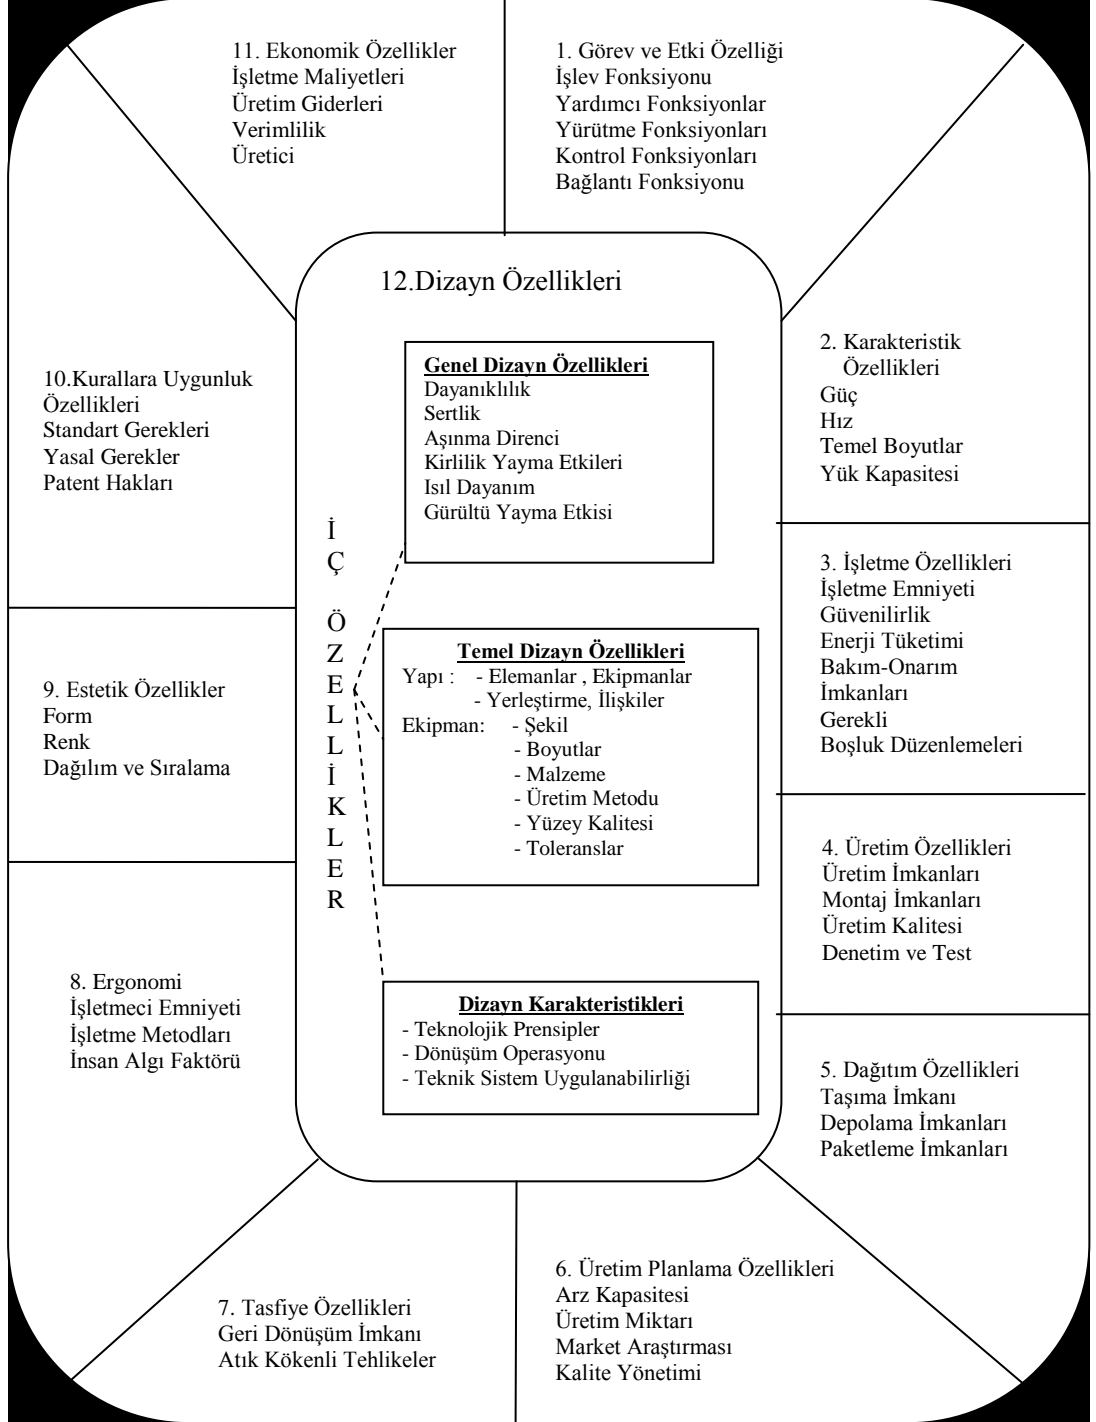 11. Ekonomik Özellikler
İşletme Maliyetleri
Üretim Giderleri
Verimlilik
Üretici
1. Görev ve Etki Özelliği
İşlev Fonksiyonu
Yardımcı Fonksiyonlar
Yürütme Fonksiyonları
Kontrol Fonksiyonları
Bağlantı Fonksiyonu
2. Karakteristik
Özellikleri
Güç
Hız
Temel Boyutlar
Yük Kapasitesi
3. İşletme Özellikleri
İşletme Emniyeti
Güvenilirlik
Enerji Tüketimi
Bakım-Onarım
İmkanları
Gerekli
Boşluk Düzenlemeleri
4. Üretim Özellikleri
Üretim İmkanları
Montaj İmkanları
Üretim Kalitesi
Denetim ve Test
5. Dağıtım Özellikleri
Taşıma İmkanı
Depolama İmkanları
Paketleme İmkanları
6. Üretim Planlama Özellikleri
Arz Kapasitesi
Üretim Miktarı
Market Araştırması
Kalite Yönetimi
7. Tasfiye Özellikleri
Geri Dönüşüm İmkanı
Atık Kökenli Tehlikeler
8. Ergonomi
İşletmeci Emniyeti
İşletme Metodları
İnsan Algı Faktörü
9. Estetik Özellikler
Form
Renk
Dağılım ve Sıralama
10.Kurallara Uygunluk
Özellikleri
Standart Gerekleri
Yasal Gerekler
Patent Hakları
12.Dizayn Özellikleri
İÇ ÖZELLİKLER
Genel Dizayn Özellikleri
Dayanıklılık
Sertlik
Aşınma Direnci
Kirlilik Yayma Etkileri
Isıl Dayanım
Gürültü Yayma Etkisi
Temel Dizayn Özellikleri
Yapı : - Elemanlar , Ekipmanlar
- Yerleştirme, İlişkiler
Ekipman: - Şekil
- Boyutlar
- Malzeme
- Üretim Metodu
- Yüzey Kalitesi
- Toleranslar
Dizayn Karakteristikleri
- Teknolojik Prensipler
- Dönüşüm Operasyonu
- Teknik Sistem Uygulanabilirliği